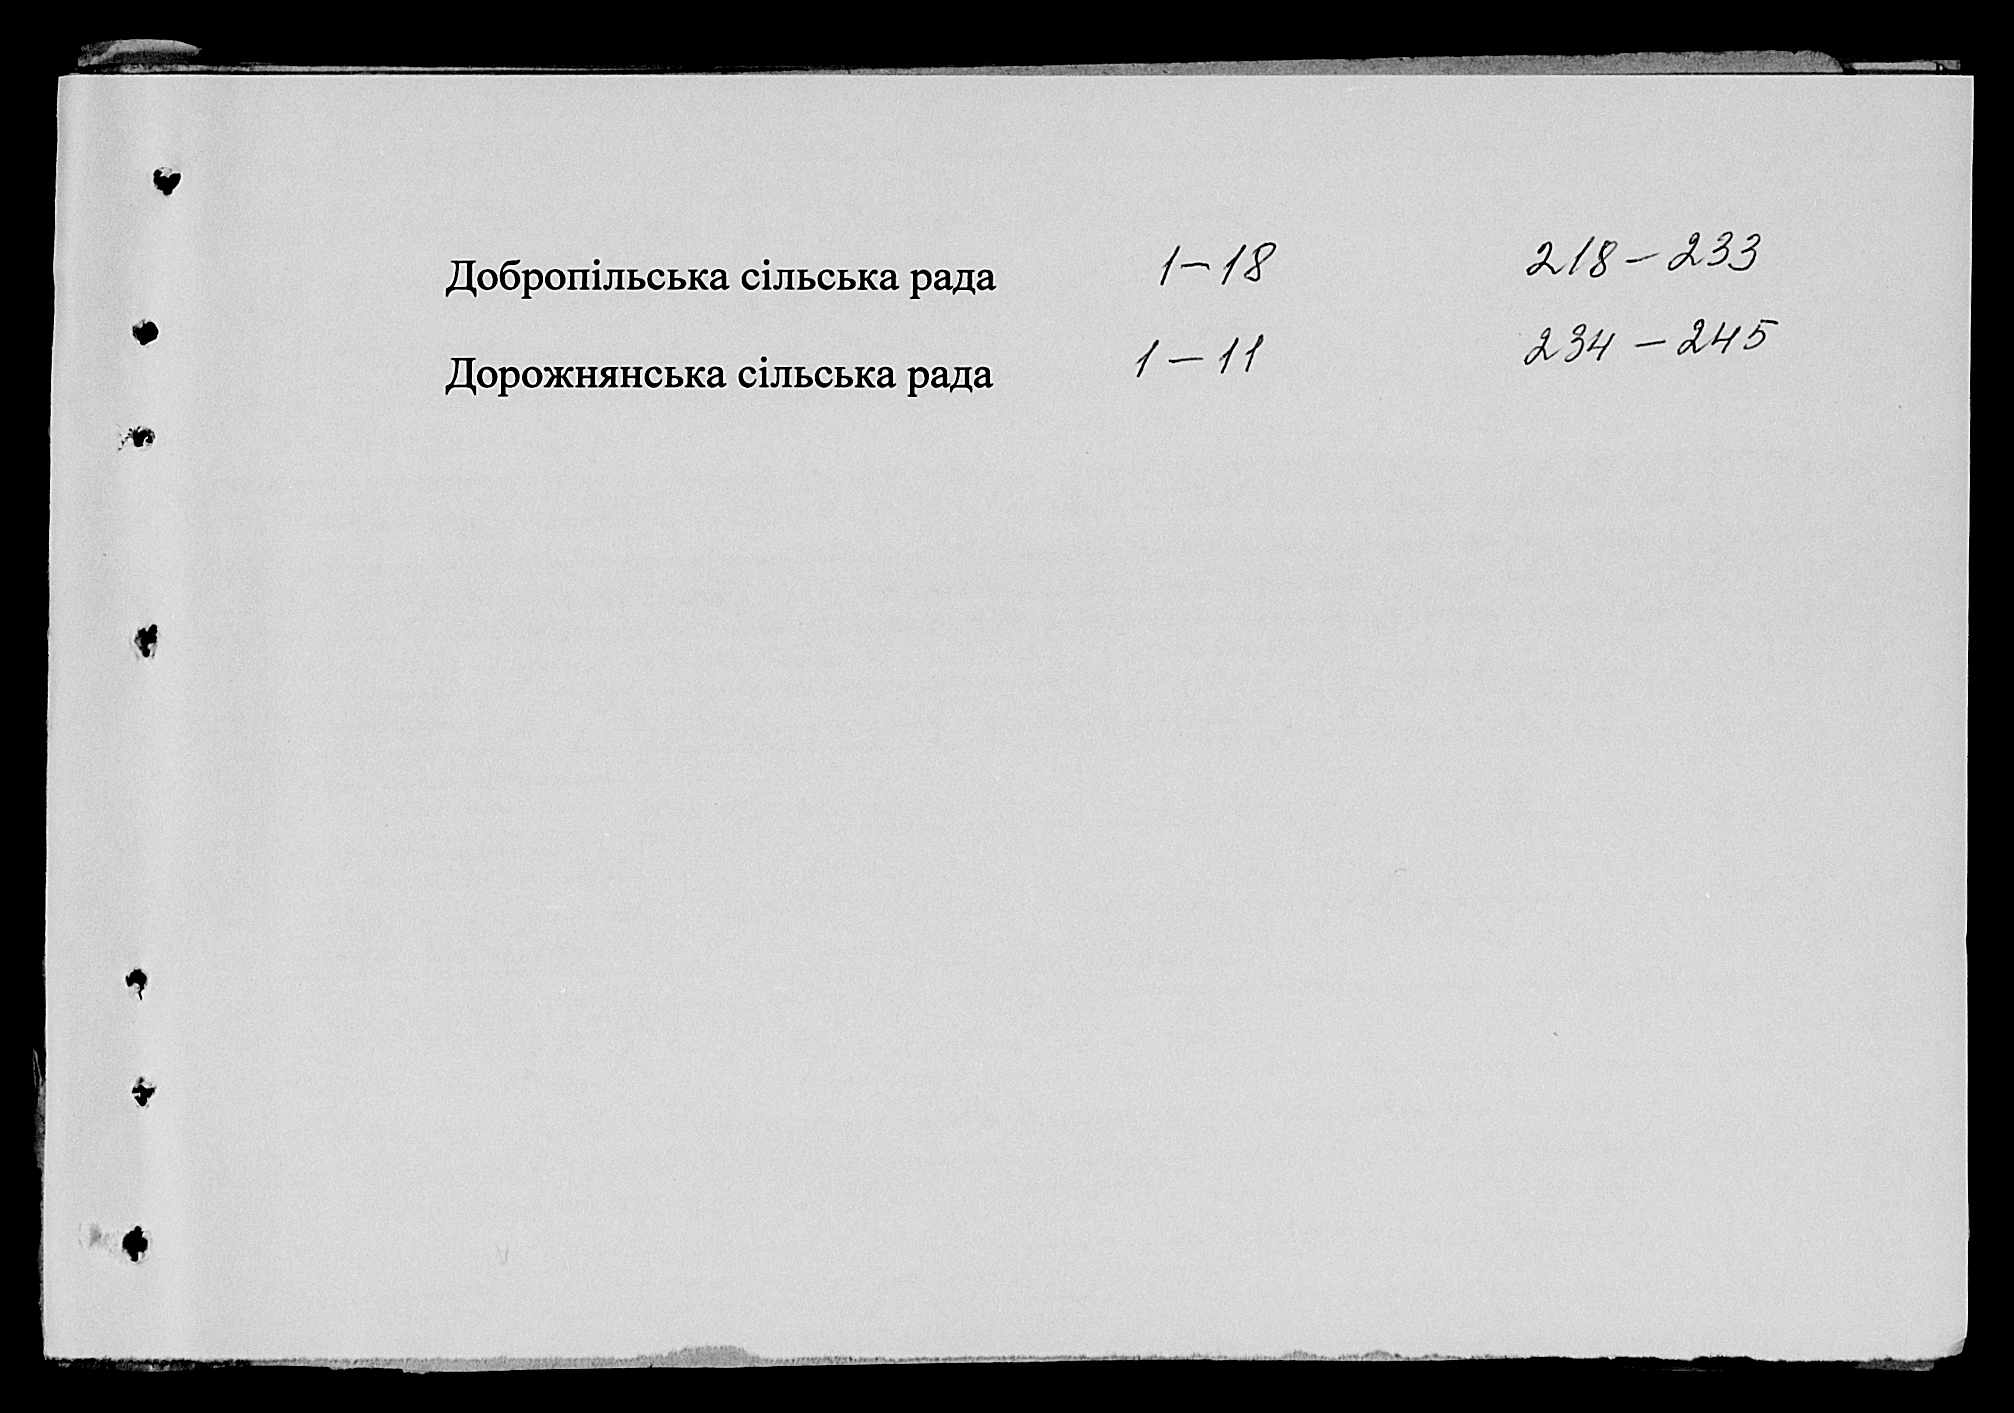 Добропільська сільська рада 1-18 218-233
Дорожнянська сільська рада 1-11 234-245